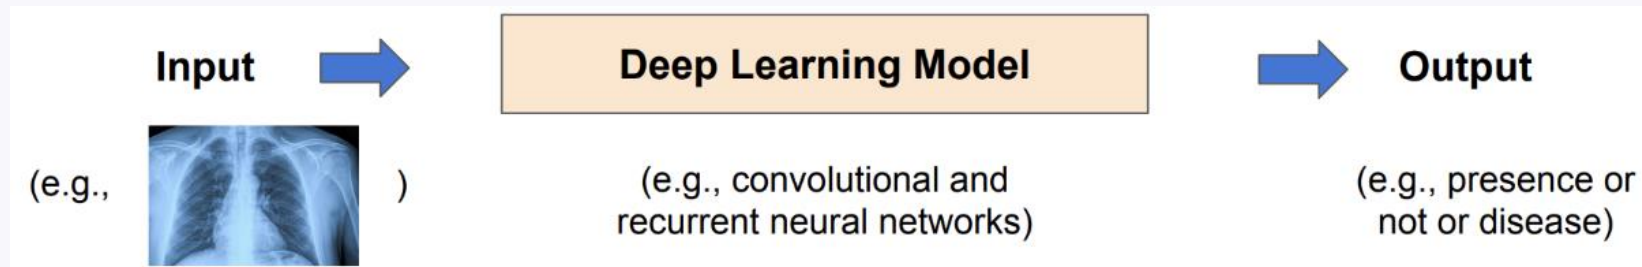 Input
Deep Learning Model
Output
(e.g., )
(e.g., convolutional and
recurrent neural networks)
(e.g., presence or
not or disease)